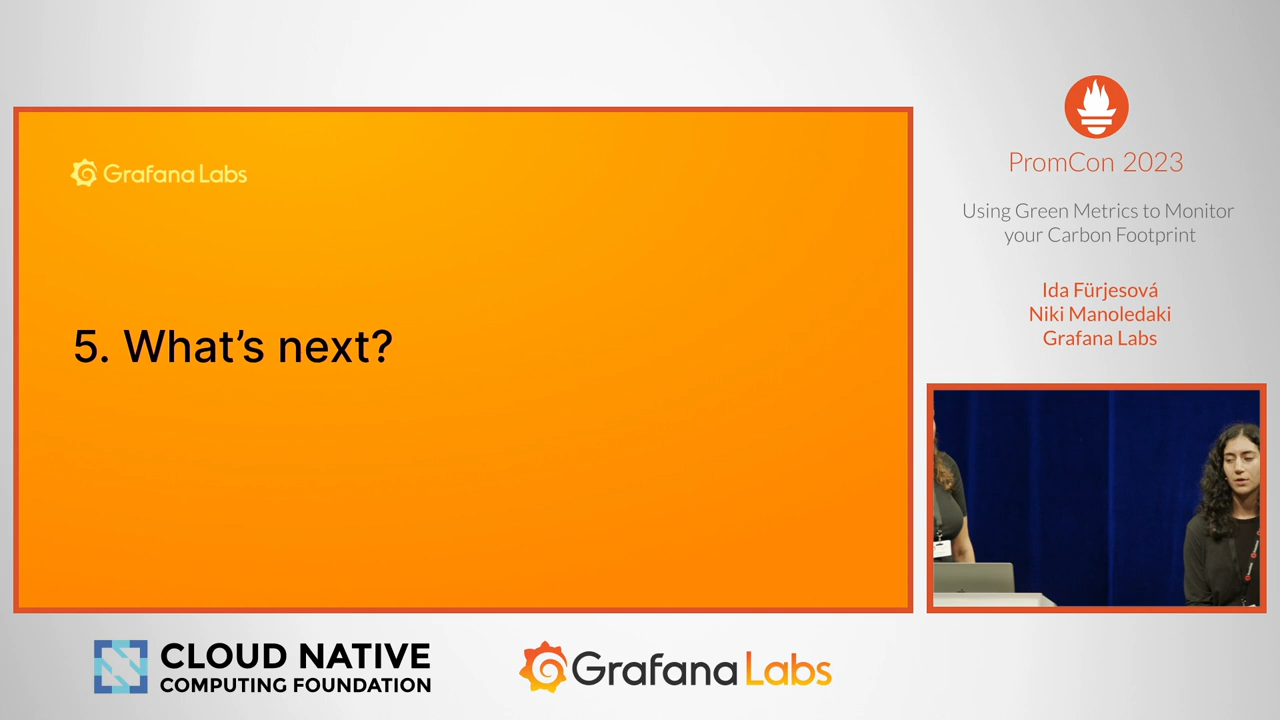 Grafana Labs
5. What's next?
PromCon 2023
Using Green Metrics to Monitor
your Carbon Footprint
Ida Fürjesová
Niki Manoledaki
Grafana Labs
CLOUD NATIVE
COMPUTING FOUNDATION
Grafana Labs